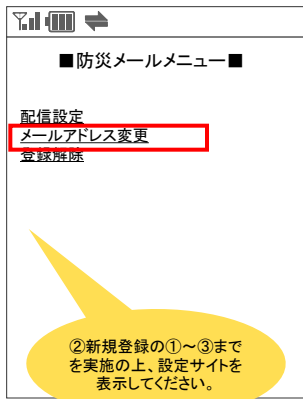 ■防災メールメニュー■
配信設定
メールアドレス変更
登録解除
②新規登録の①～③まで
を実施の上、設定サイトを
表示してください。